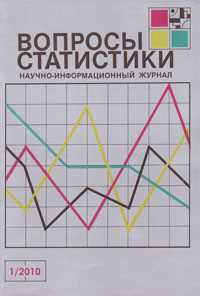 ВОПРОСЫ
СТАТИСТИКИ
НАУЧНО-ИНФОРМАЦИОННЫЙ ЖУРНАЛ
1/2010